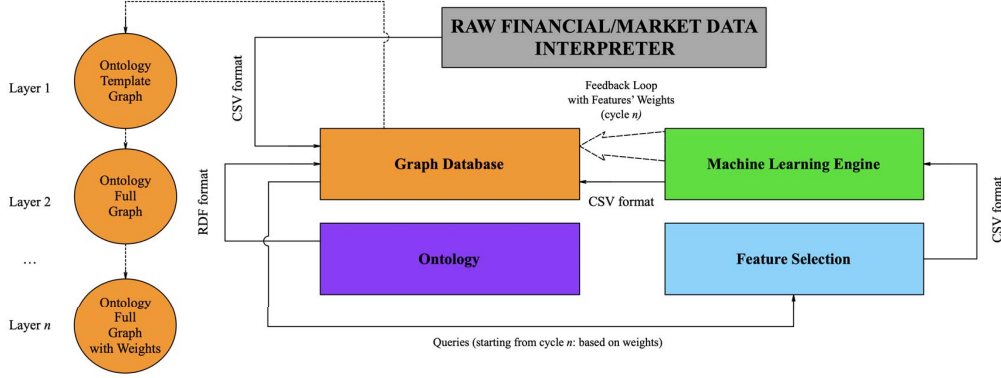 RAW FINANCIAL/MARKET DATA
INTERPRETER
Layer 1
Ontology
Template
Graph
CSV format
Feedback Loop
with Features' Weights
(cycle n)
Graph Database
Machine Learning Engine
Layer 2
Ontology
Full
Graph
RDF format
CSV format
CSV format
Ontology
Feature Selection
...
Layer n
Ontology
Full
Graph
with Weights
Queries (starting from cycle n: based on weights)